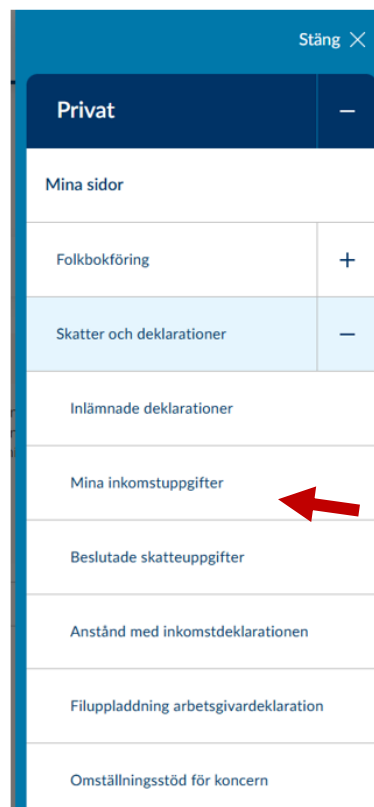 Stäng
Privat
Mina sidor
Folkbokföring
Skatter och deklarationer
Inlämnade deklarationer
Mina inkomstuppgifter
Beslutade skatteuppgifter
Anstånd med inkomstdeklarationen
Filuppladdning arbetsgivardeklaration
Omställningsstöd för koncern